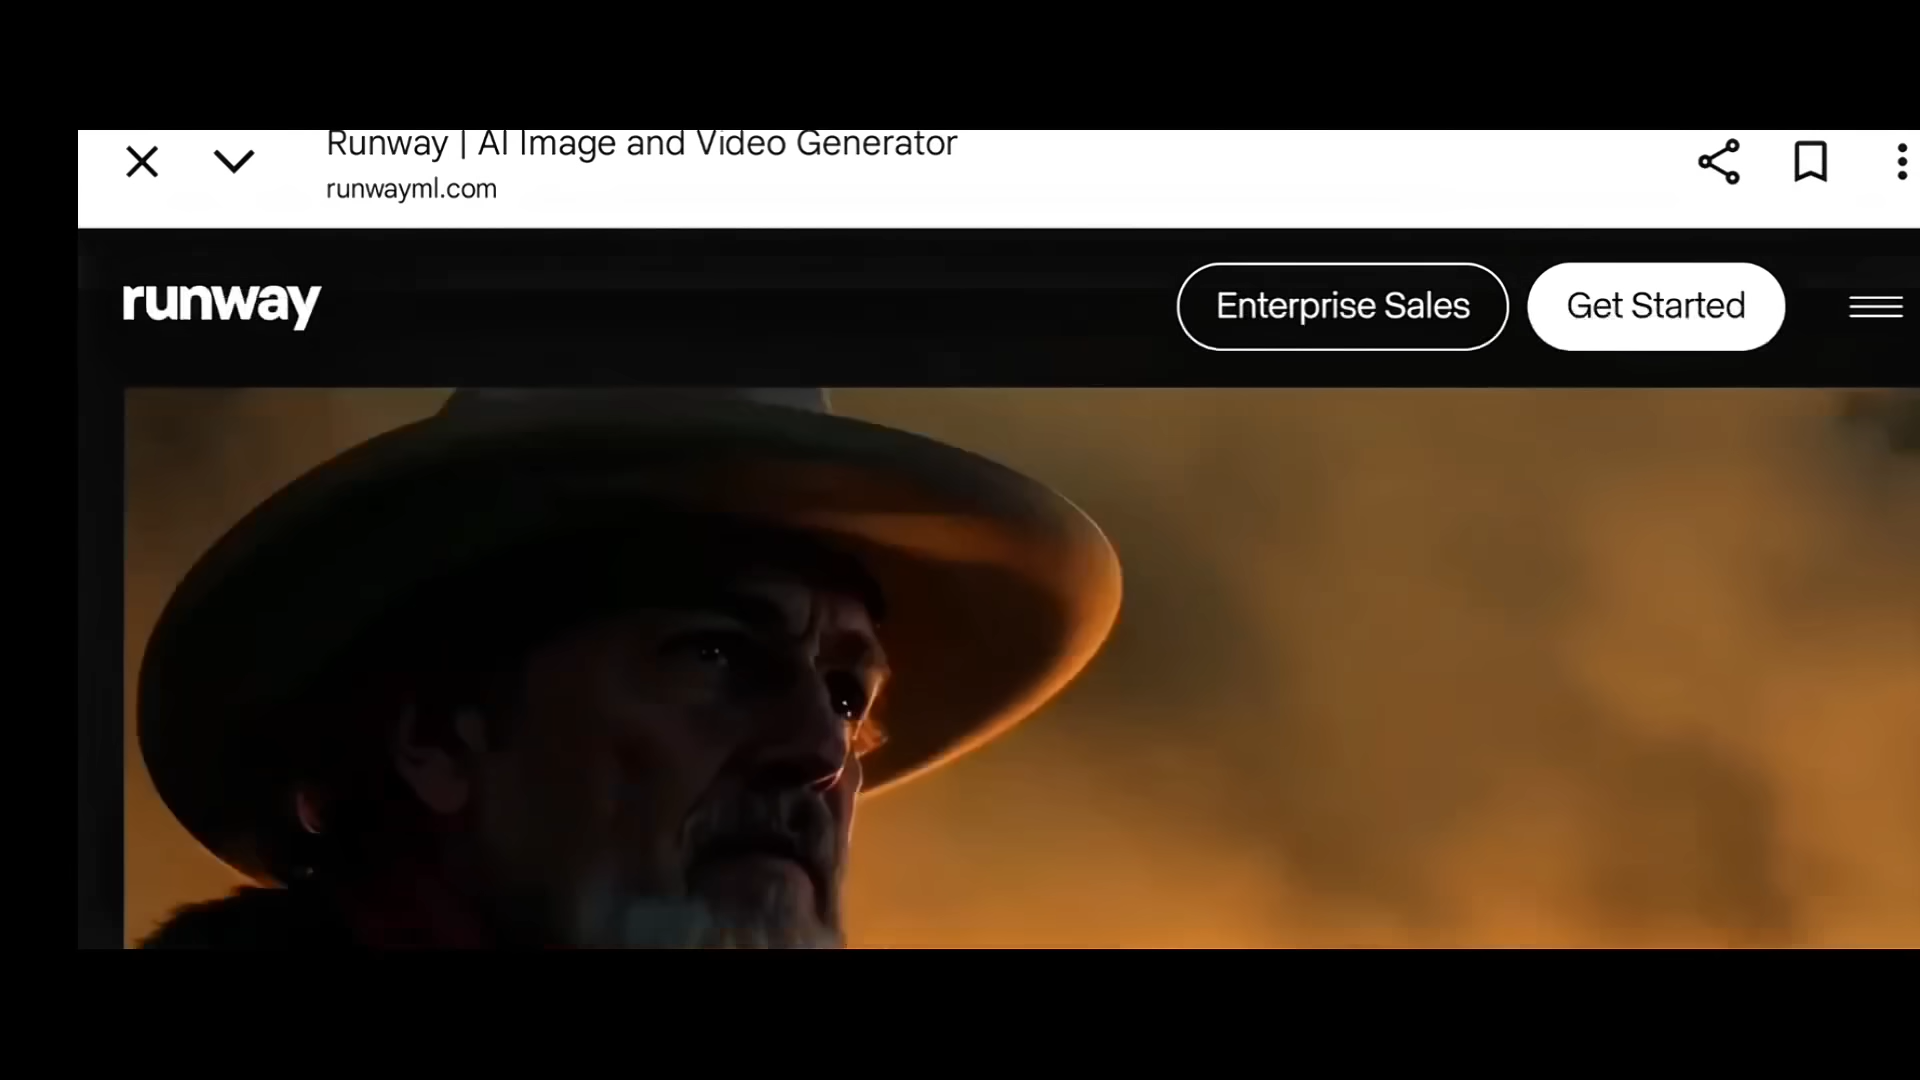 Runway | AI Image and Video Generator
runwayml.com
runway
Enterprise Sales
Get Started